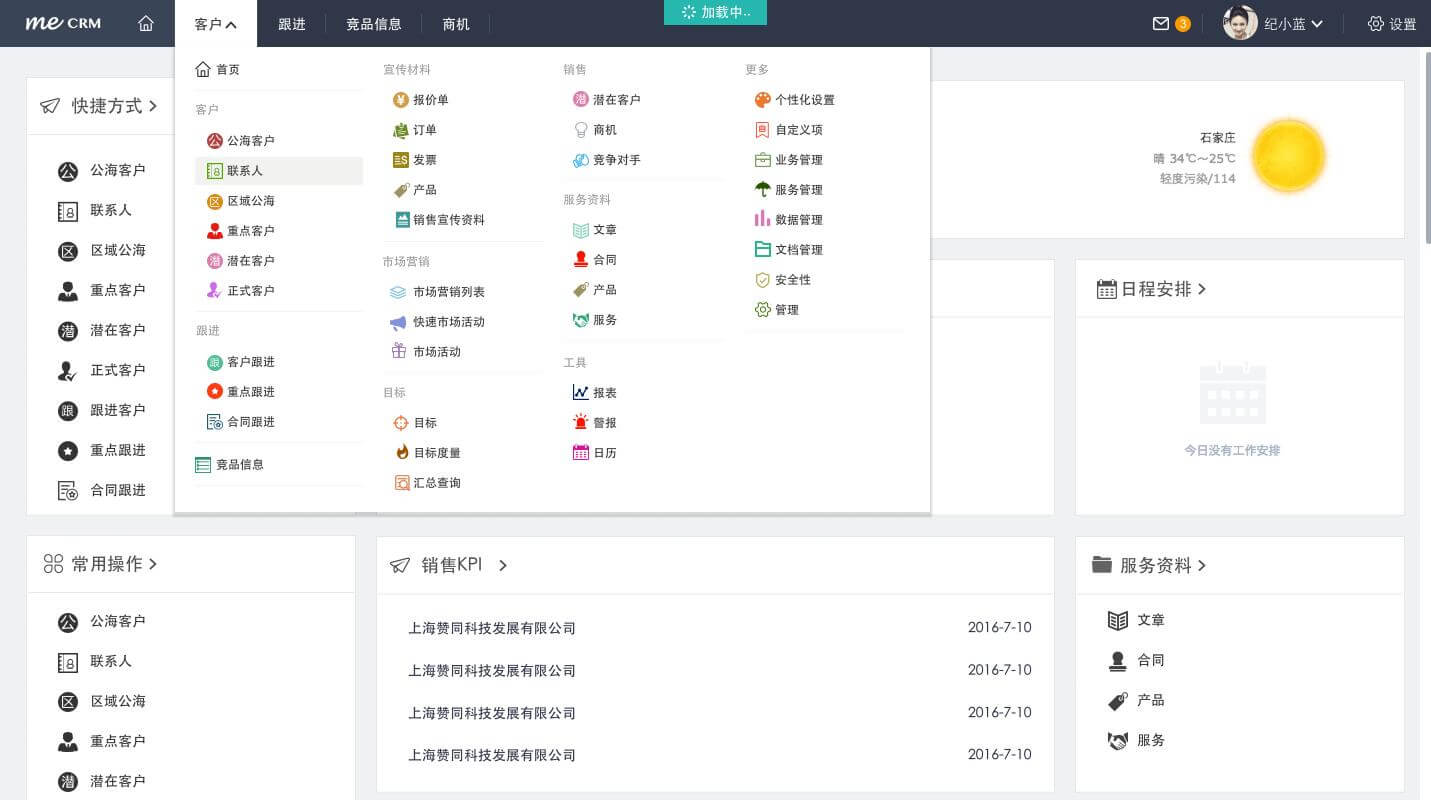 me CRM
客户
跟进
竞品信息
商机
加载中..
3
纪小蓝
设置
首页
客户
公海客户
联系人
区域公海
重点客户
潜在客户
正式客户
跟进
客户跟进
重点跟进
合同跟进
竞品信息
宣传材料
报价单
订单
发票
产品
销售宣传资料
市场营销
市场营销列表
快速市场活动
市场活动
目标
目标
目标度量
汇总查询
销售
潜在客户
商机
竞争对手
服务资料
文章
合同
产品
服务
工具
报表
警报
日历
更多
个性化设置
自定义项
业务管理
服务管理
数据管理
文档管理
安全性
管理
快捷方式
公海客户
联系人
区域公海
重点客户
潜在客户
正式客户
跟进客户
重点跟进
合同跟进
石家庄
晴 34℃~25℃
轻度污染/114
日程安排
今日没有工作安排
常用操作
公海客户
联系人
区域公海
重点客户
潜在客户
销售KPI
上海赞同科技发展有限公司 2016-7-10
上海赞同科技发展有限公司 2016-7-10
上海赞同科技发展有限公司 2016-7-10
上海赞同科技发展有限公司 2016-7-10
服务资料
文章
合同
产品
服务